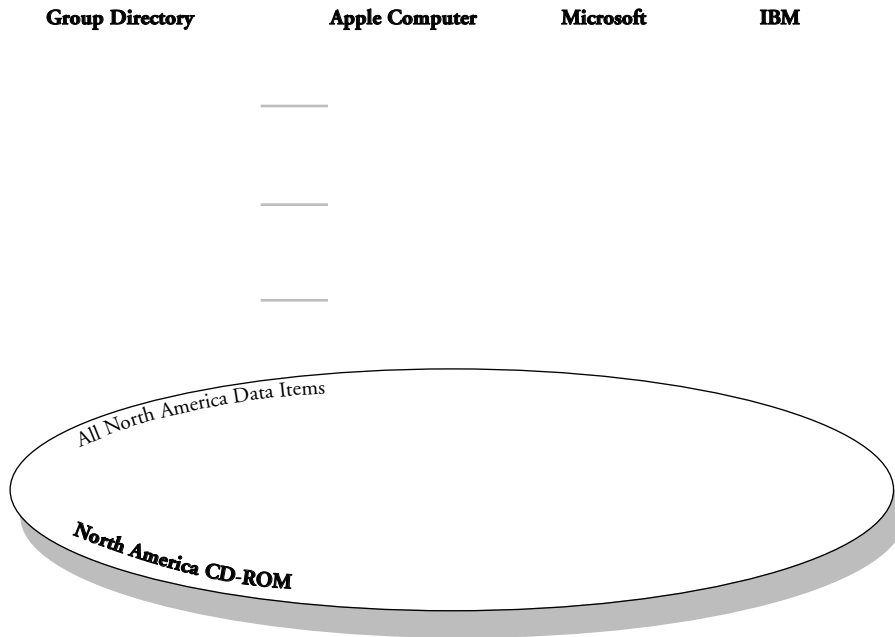 Group Directory Apple Computer Microsoft IBM
All North America Data Items
North America CD-ROM